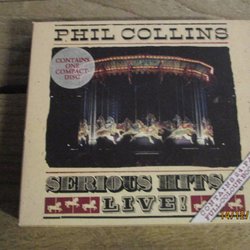 PHIL COLLINS
CONTAINS
ONE
COMPACT
DISC
SERIOUS HITS
LIVE!